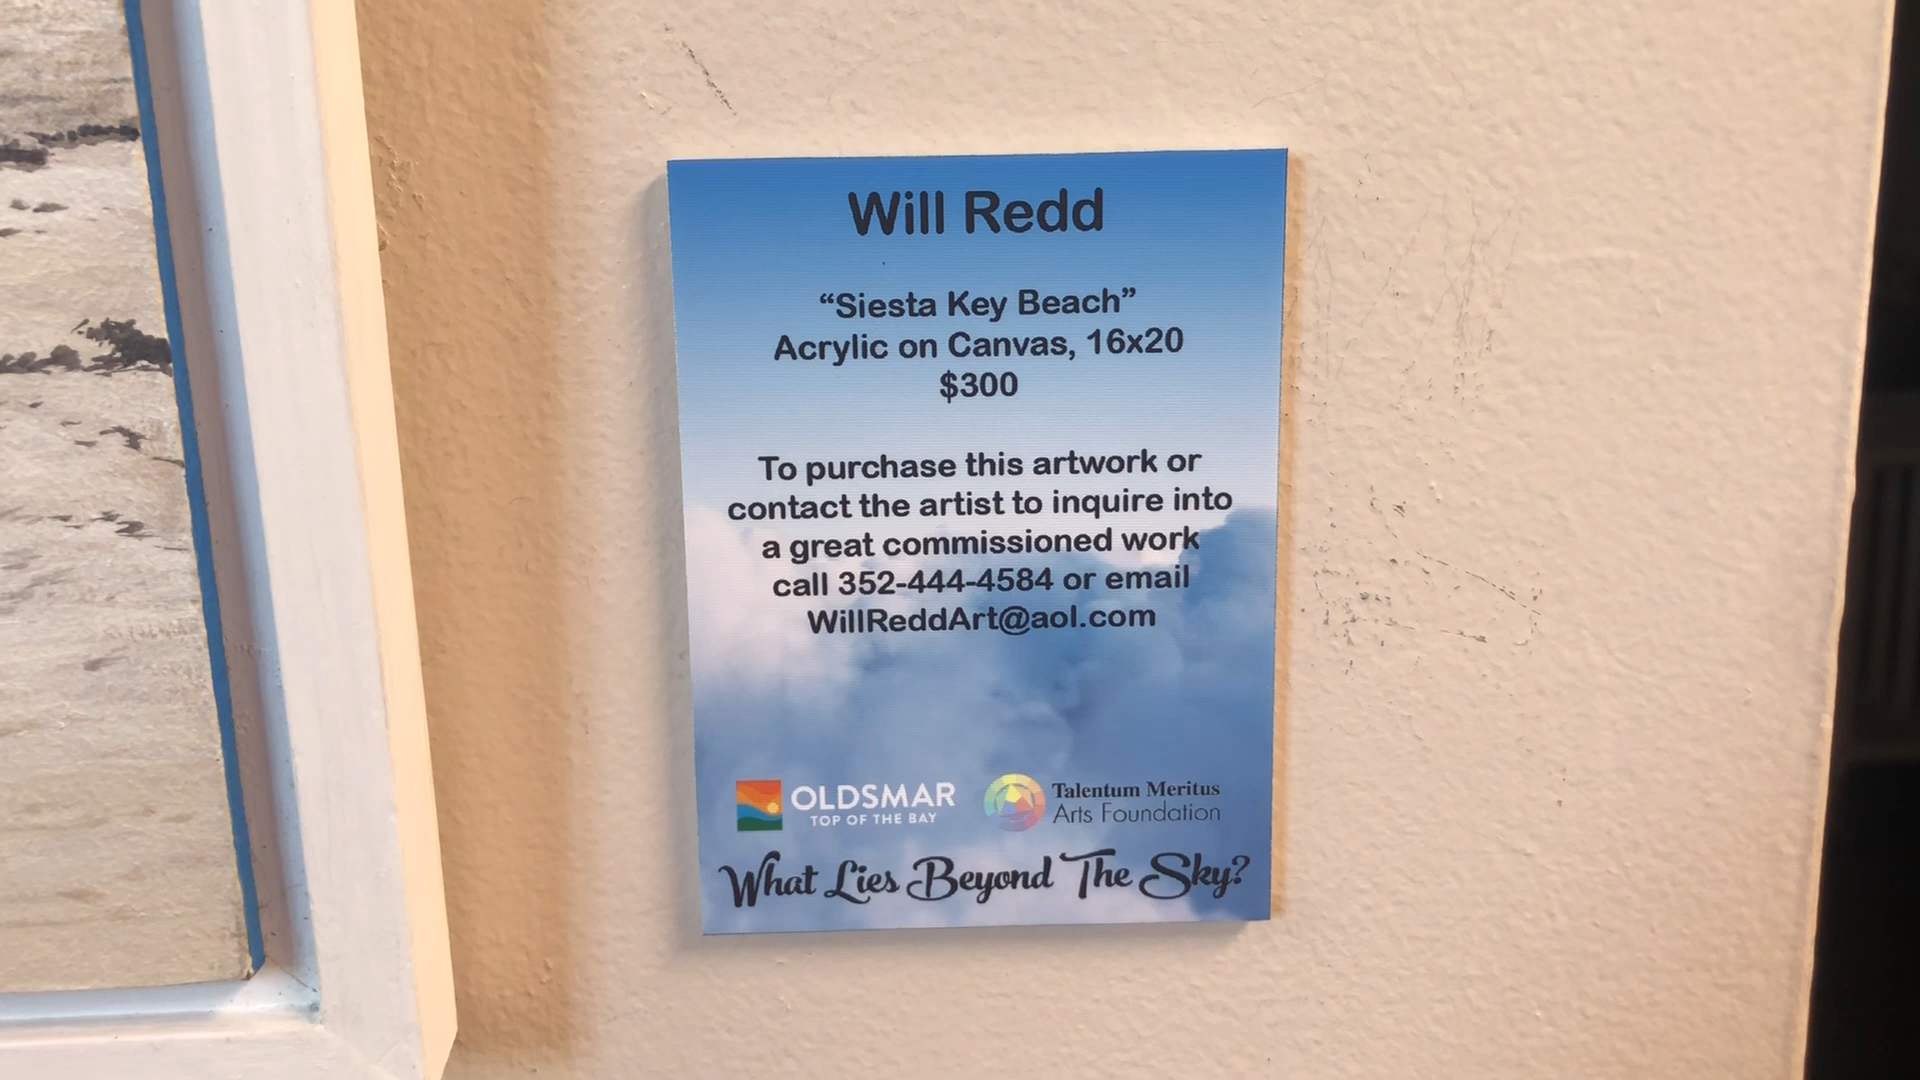 Will Redd
“Siesta Key Beach”
Acrylic on Canvas, 16x20
$300
To purchase this artwork or
contact the artist to inquire into
a great commissioned work
call 352-444-4584 or email
WillReddArt@aol.com
OLDSMAR
TOP OF THE BAY
Talentum Meritus
Arts Foundation
What Lies Beyond The Sky?